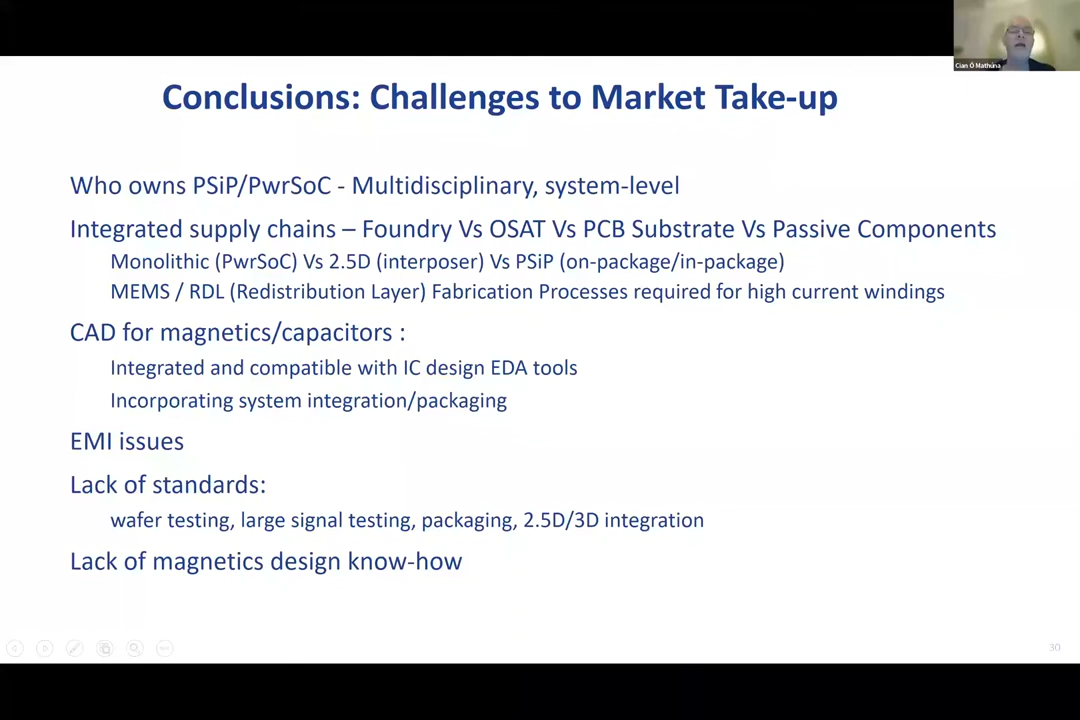 Cian Ó Mathúna
Conclusions: Challenges to Market Take-up
Who owns PSiP/PwrSoC - Multidisciplinary, system-level
Integrated supply chains – Foundry Vs OSAT Vs PCB Substrate Vs Passive Components
Monolithic (PwrSoC) Vs 2.5D (interposer) Vs PSiP (on-package/in-package)
MEMS / RDL (Redistribution Layer) Fabrication Processes required for high current windings
CAD for magnetics/capacitors :
Integrated and compatible with IC design EDA tools
Incorporating system integration/packaging
EMI issues
Lack of standards:
wafer testing, large signal testing, packaging, 2.5D/3D integration
Lack of magnetics design know-how
30